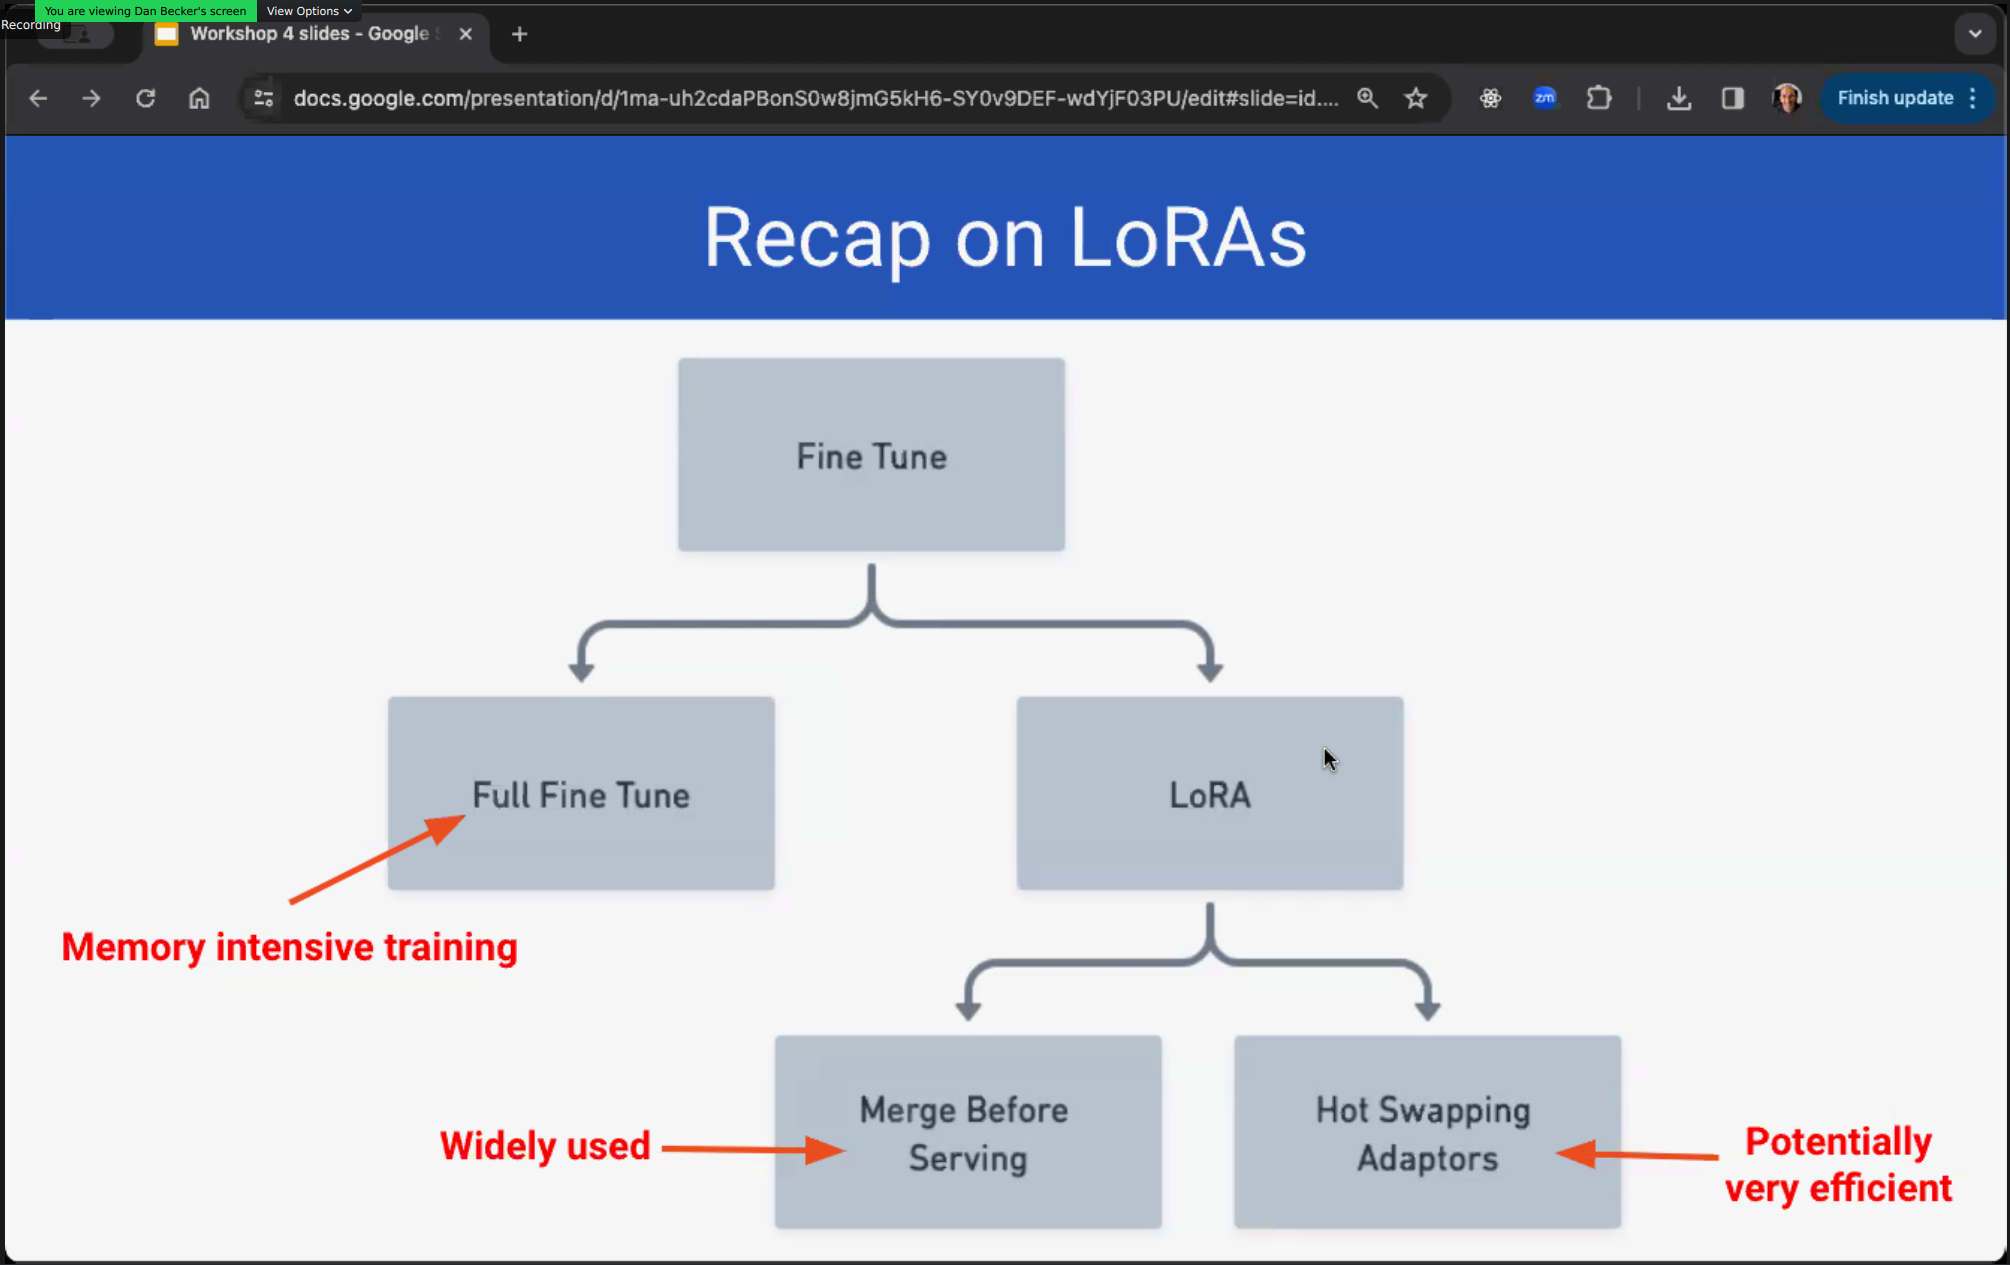 You are viewing Dan Becker's screen
View Options
Recording
Workshop 4 slides - Google
docs.google.com/presentation/d/1ma-uh2cdaPBonS0w8jmG5kH6-SY0v9DEF-wdYjF03PU/edit#slide=id....
zm
Finish update
Recap on LoRAs
Fine Tune
Full Fine Tune
LoRA
Memory intensive training
Merge Before
Serving
Hot Swapping
Adaptors
Widely used
Potentially
very efficient